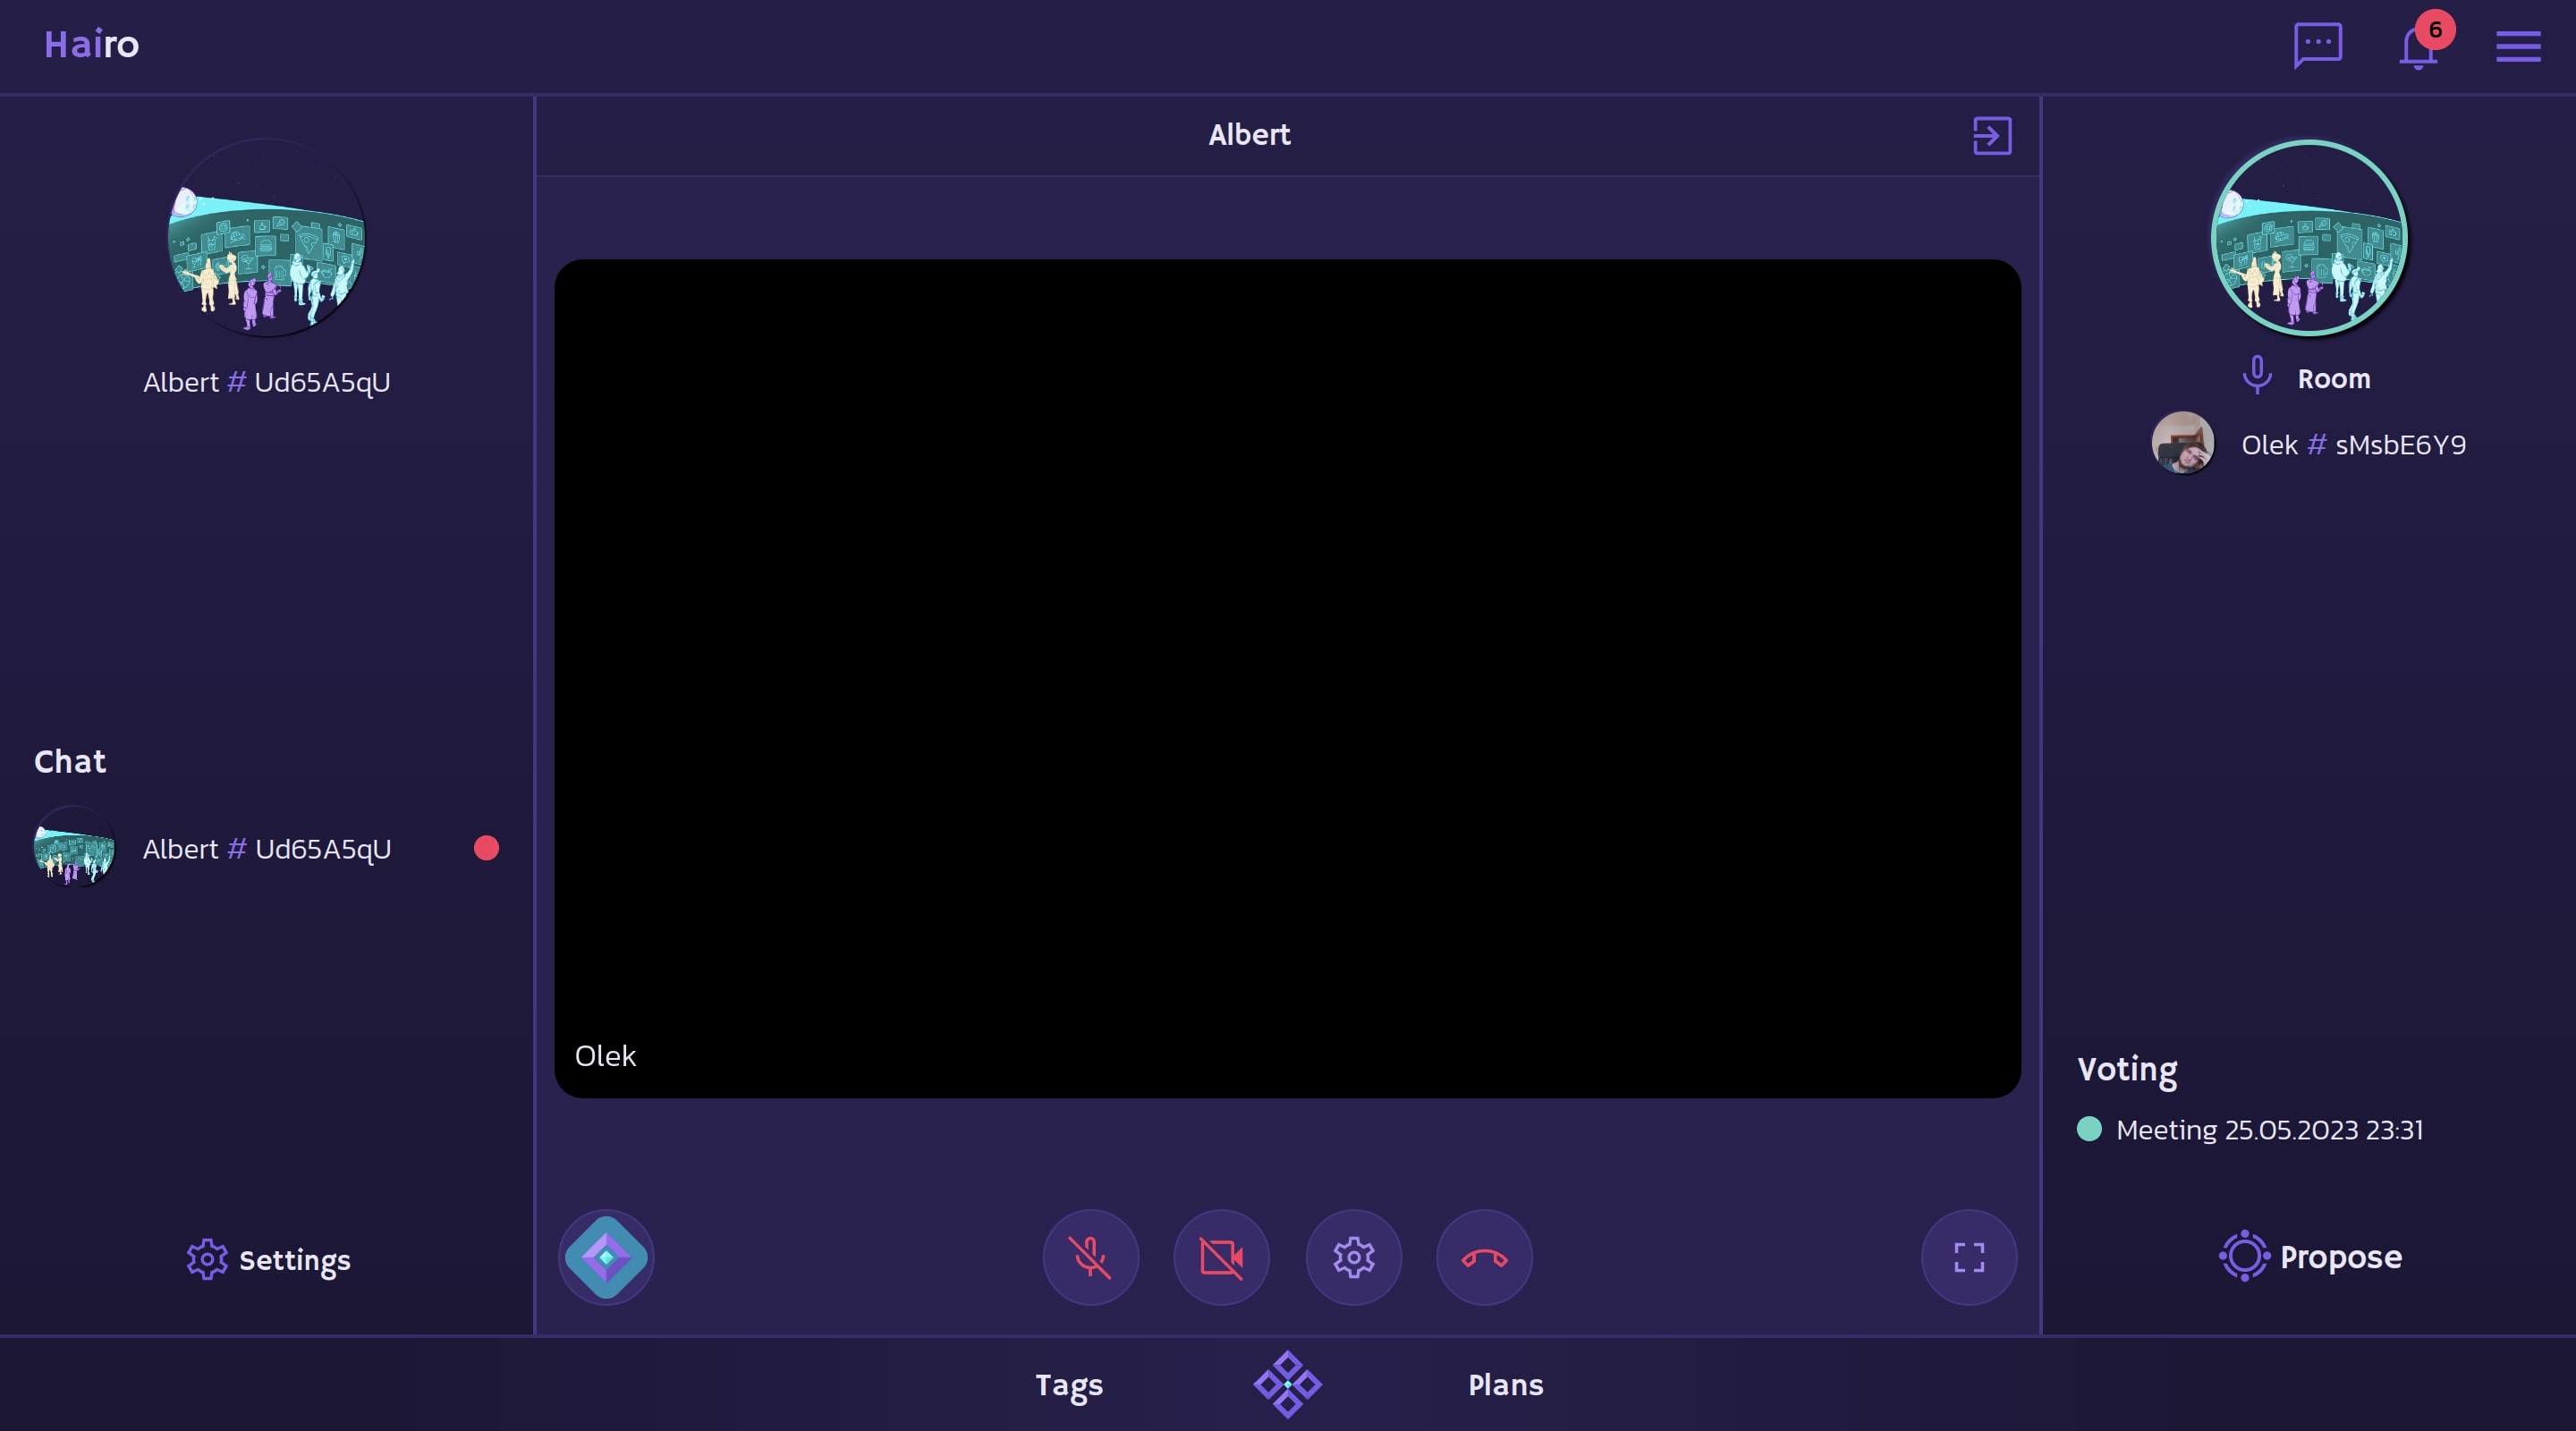 Hairo
6
Albert
Albert # Ud65A5qU
Chat
Albert # Ud65A5qU
Settings
Olek
Room
Olek # sMsbE6Y9
Voting
Meeting 25.05.2023 23:31
Propose
Tags
Plans